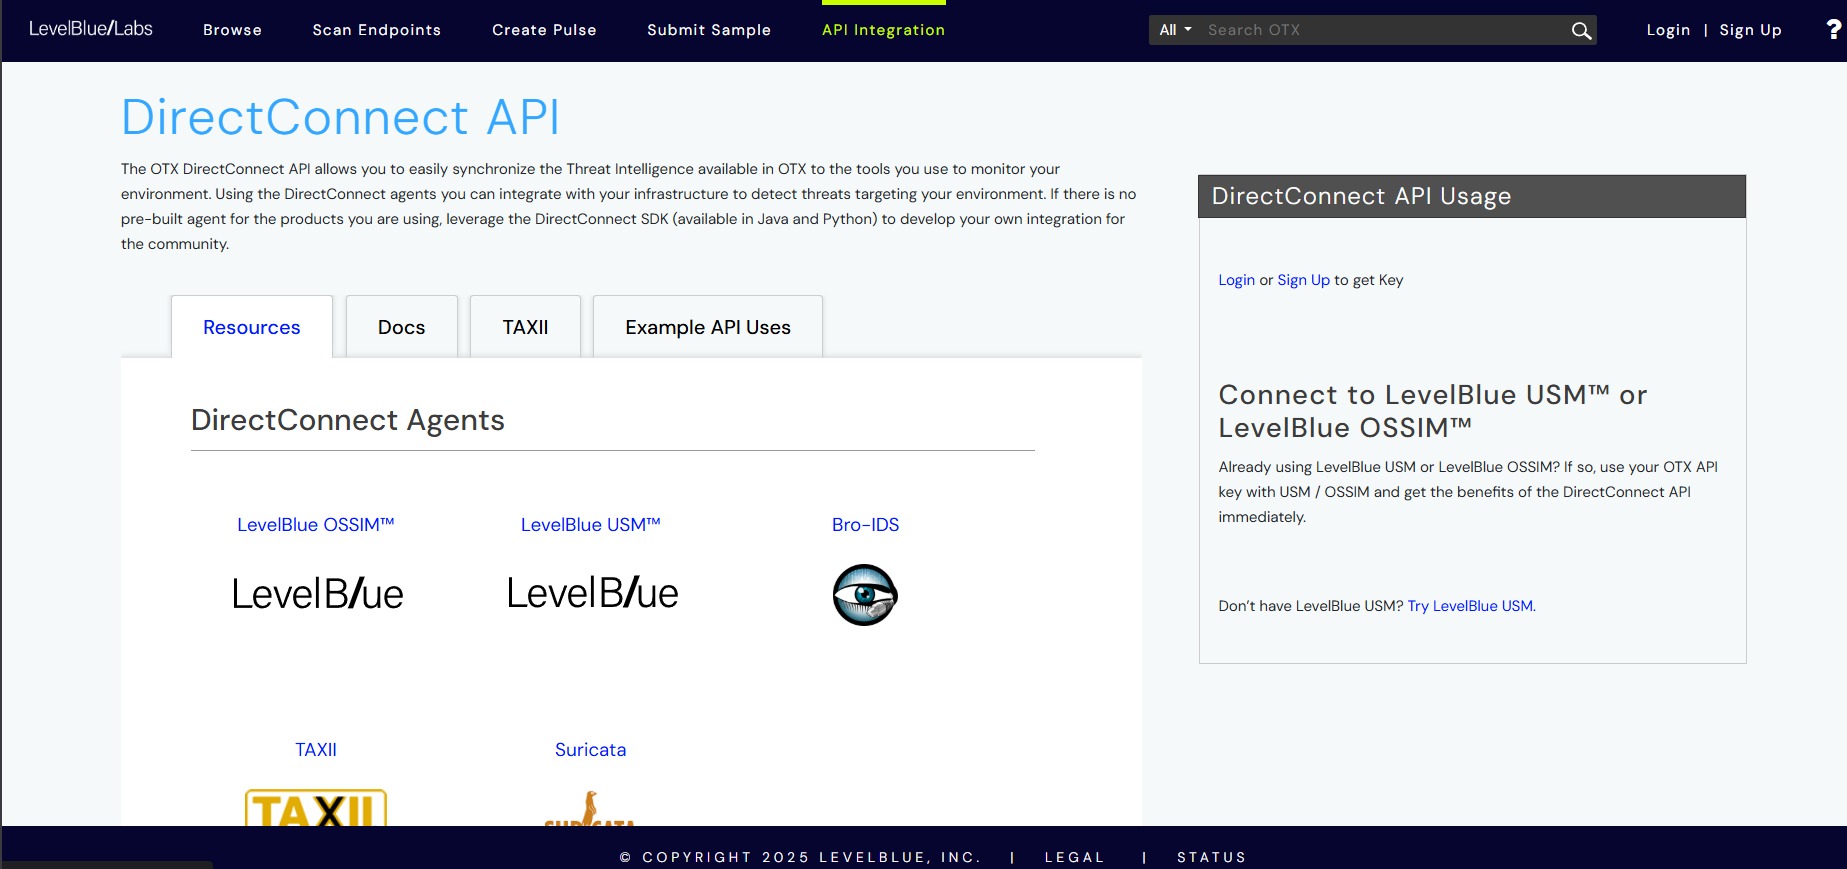 LevelBlue/Labs Browse Scan Endpoints Create Pulse Submit Sample API Integration All Search OTX Login | Sign Up ?
DirectConnect API
The OTX DirectConnect API allows you to easily synchronize the Threat Intelligence available in OTX to the tools you use to monitor your
environment. Using the DirectConnect agents you can integrate with your infrastructure to detect threats targeting your environment. If there is no
pre-built agent for the products you are using, leverage the DirectConnect SDK (available in Java and Python) to develop your own integration for
the community.
Resources Docs TAXII Example API Uses
DirectConnect Agents
LevelBlue OSSIM™ LevelBlue USM™ Bro-IDS
LevelBlue LevelBlue
TAXII Suricata
TAXII SURICATA
DirectConnect API Usage
Login or Sign Up to get Key
Connect to LevelBlue USM™ or
LevelBlue OSSIM™
Already using LevelBlue USM or LevelBlue OSSIM? If so, use your OTX API
key with USM / OSSIM and get the benefits of the DirectConnect API
immediately.
Don't have LevelBlue USM? Try LevelBlue USM.
© COPYRIGHT 2025 LEVELBLUE, INC. | LEGAL | STATUS